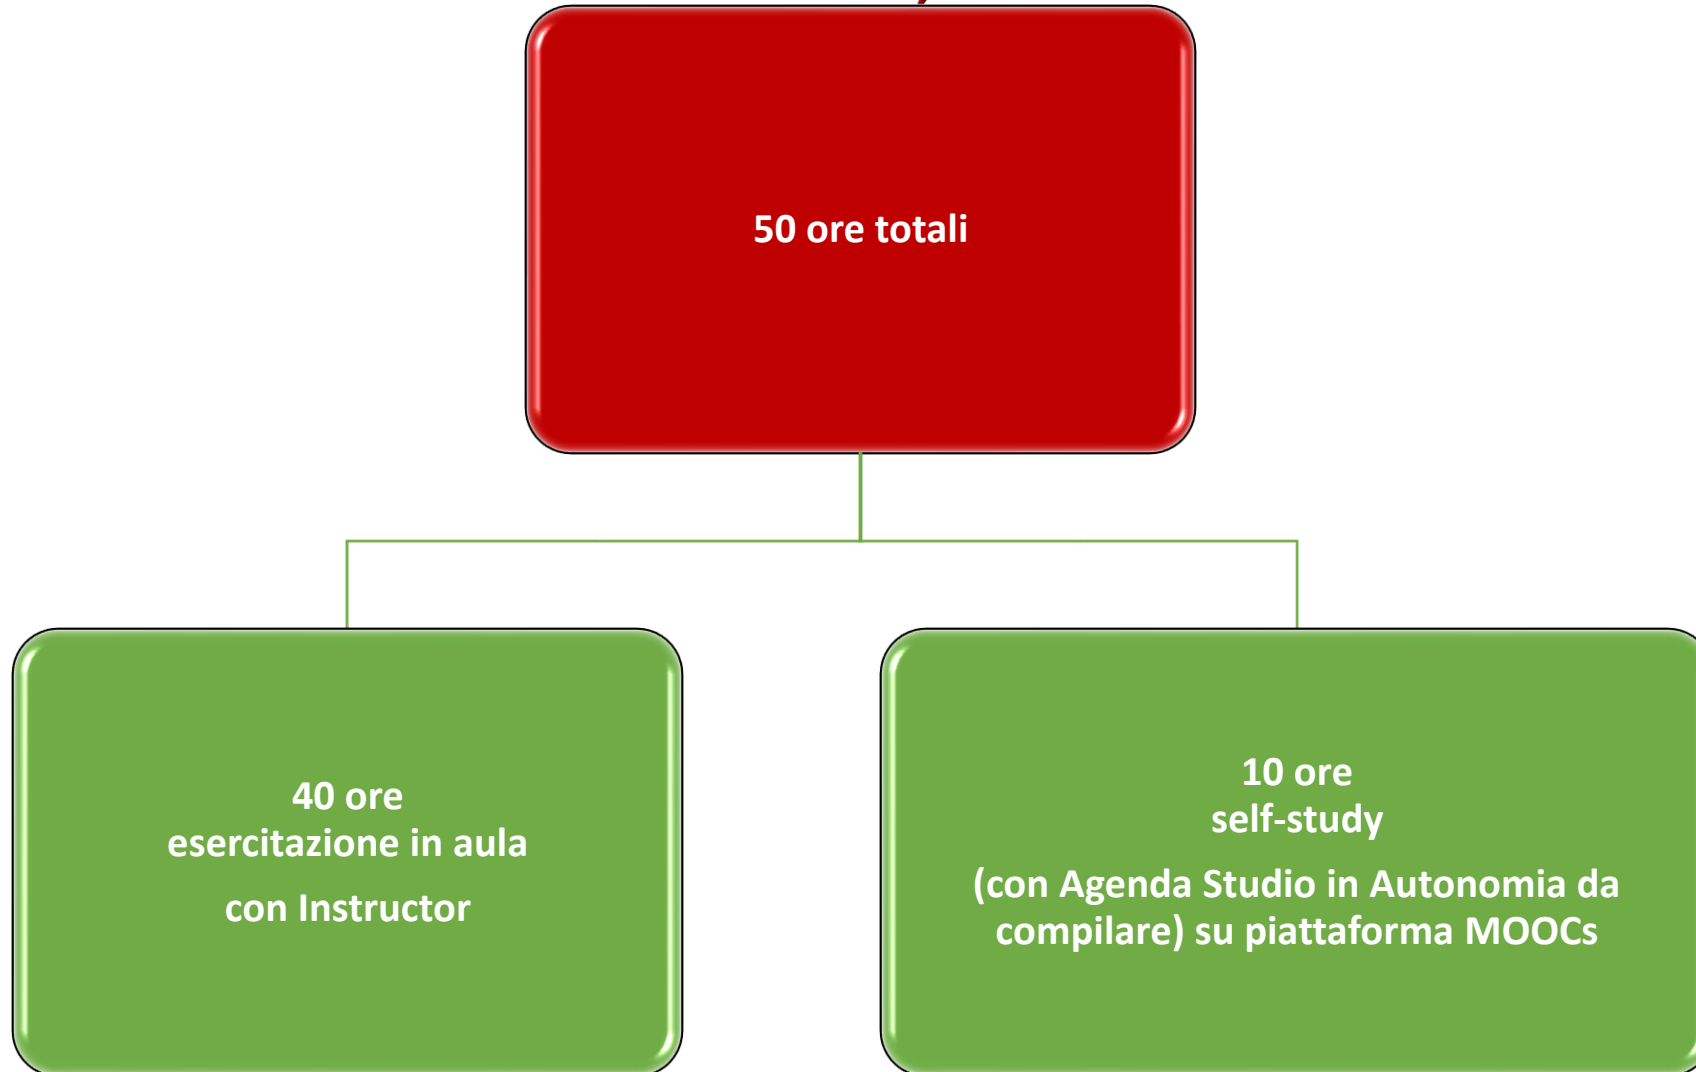 50 ore totali
40 ore
esercitazione in aula
con Instructor
10 ore
self-study
(con Agenda Studio in Autonomia da
compilare) su piattaforma MOOCs